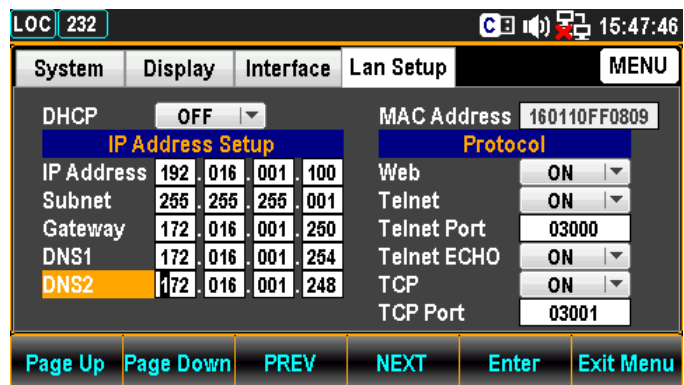 LOC 232 C 15:47:46
System Display Interface Lan Setup MENU
DHCP OFF MAC Address 160110FF0809
IP Address Setup Protocol
IP Address 192 . 016 . 001 . 100 Web ON
Subnet 255 . 255 . 255 . 001 Telnet ON
Gateway 172 . 016 . 001 . 250 Telnet Port 03000
DNS1 172 . 016 . 001 . 254 Telnet ECHO ON
DNS2 172 . 016 . 001 . 248 TCP ON
TCP Port 03001
Page Up Page Down PREV NEXT Enter Exit Menu